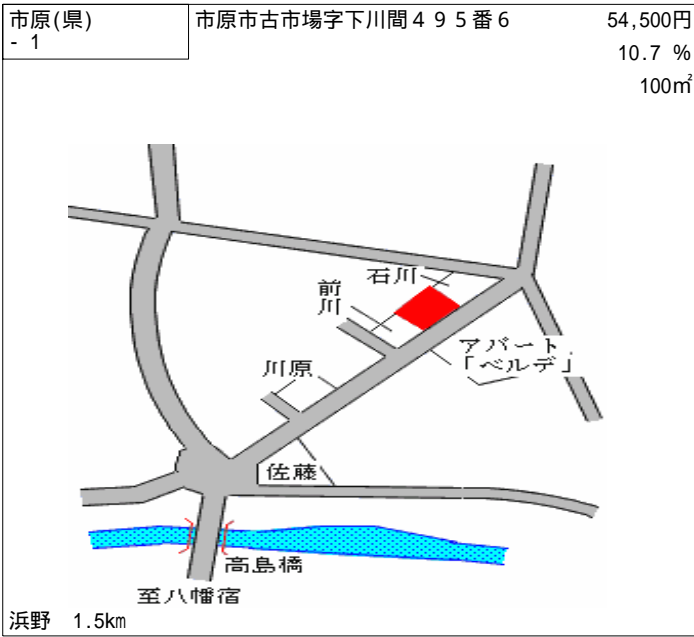 市原(県)
- 1
市原市古市場字下川間４９５番6
54,500円
10.7 %
100㎡
石川
前川
アパート
「ベルデ」
川原
佐藤
高島橋
至八幡宿
浜野 1.5km